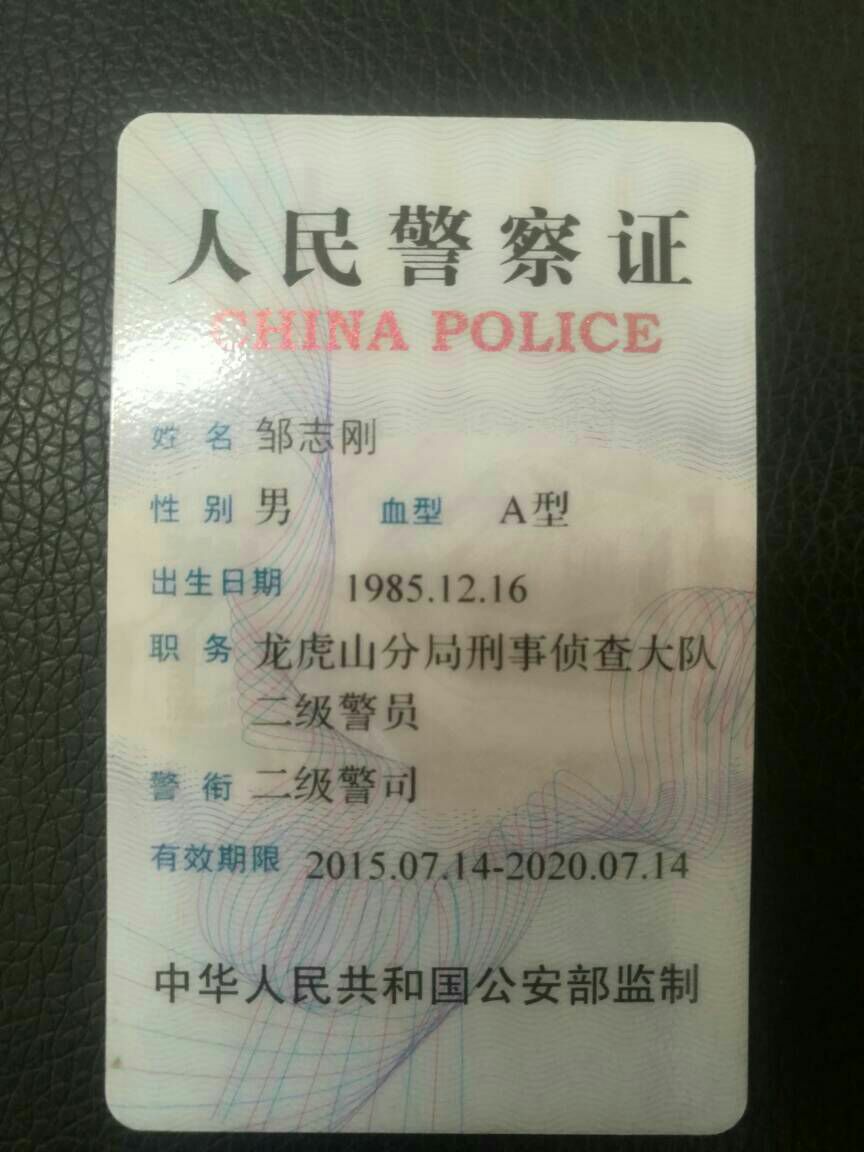 人民警察证
CHINA POLICE
姓名 邹志刚
性别 男 血型 A型
出生日期 1985.12.16
职务 龙虎山分局刑事侦查大队
二级警员
警衔 二级警司
有效期限 2015.07.14-2020.07.14
中华人民共和国公安部监制